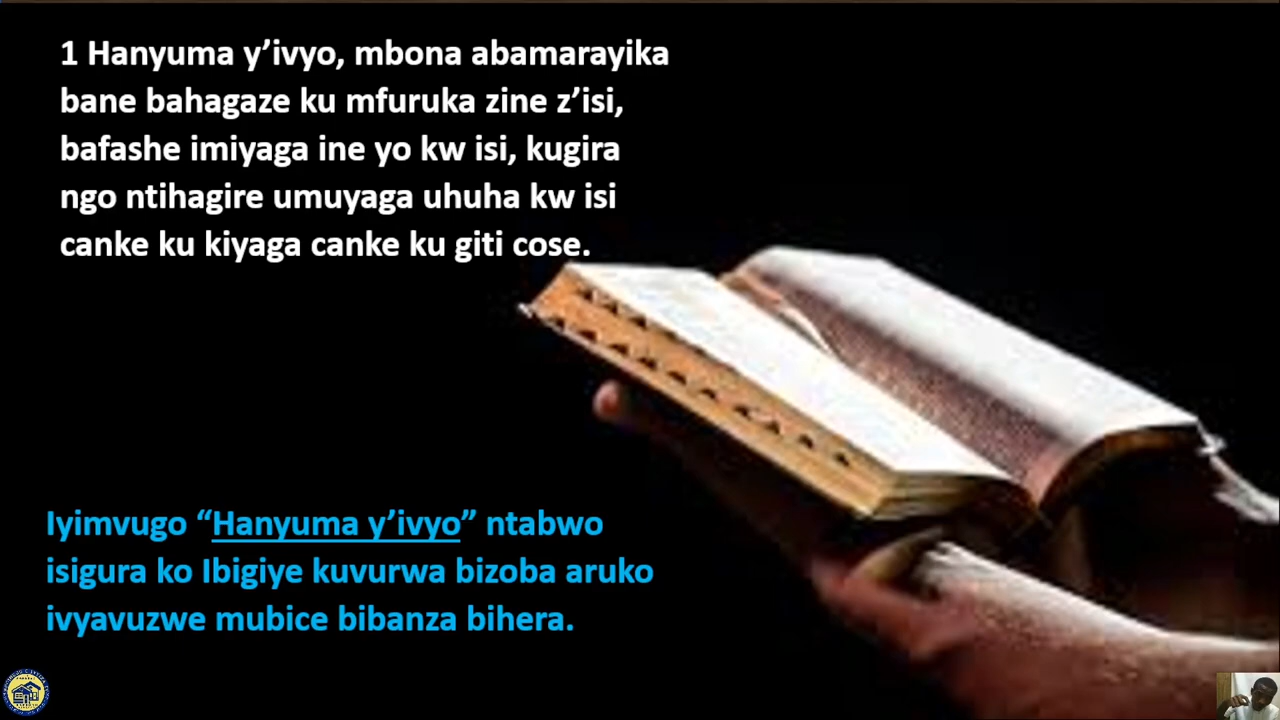 1 Hanyuma y’ivyo, mbona abamarayika
bane bahagaze ku mfuruka zine z’isi,
bafashe imiyaga ine yo kw isi, kugira
ngo ntihagire umuyaga uhuha kw isi
canke ku kiyaga canke ku giti cose.
Iyimvugo “Hanyuma y’ivyo” ntabwo
isigura ko Ibigiye kuvurwa bizoba aruko
ivyavuzwe mubice bibanza bihera.